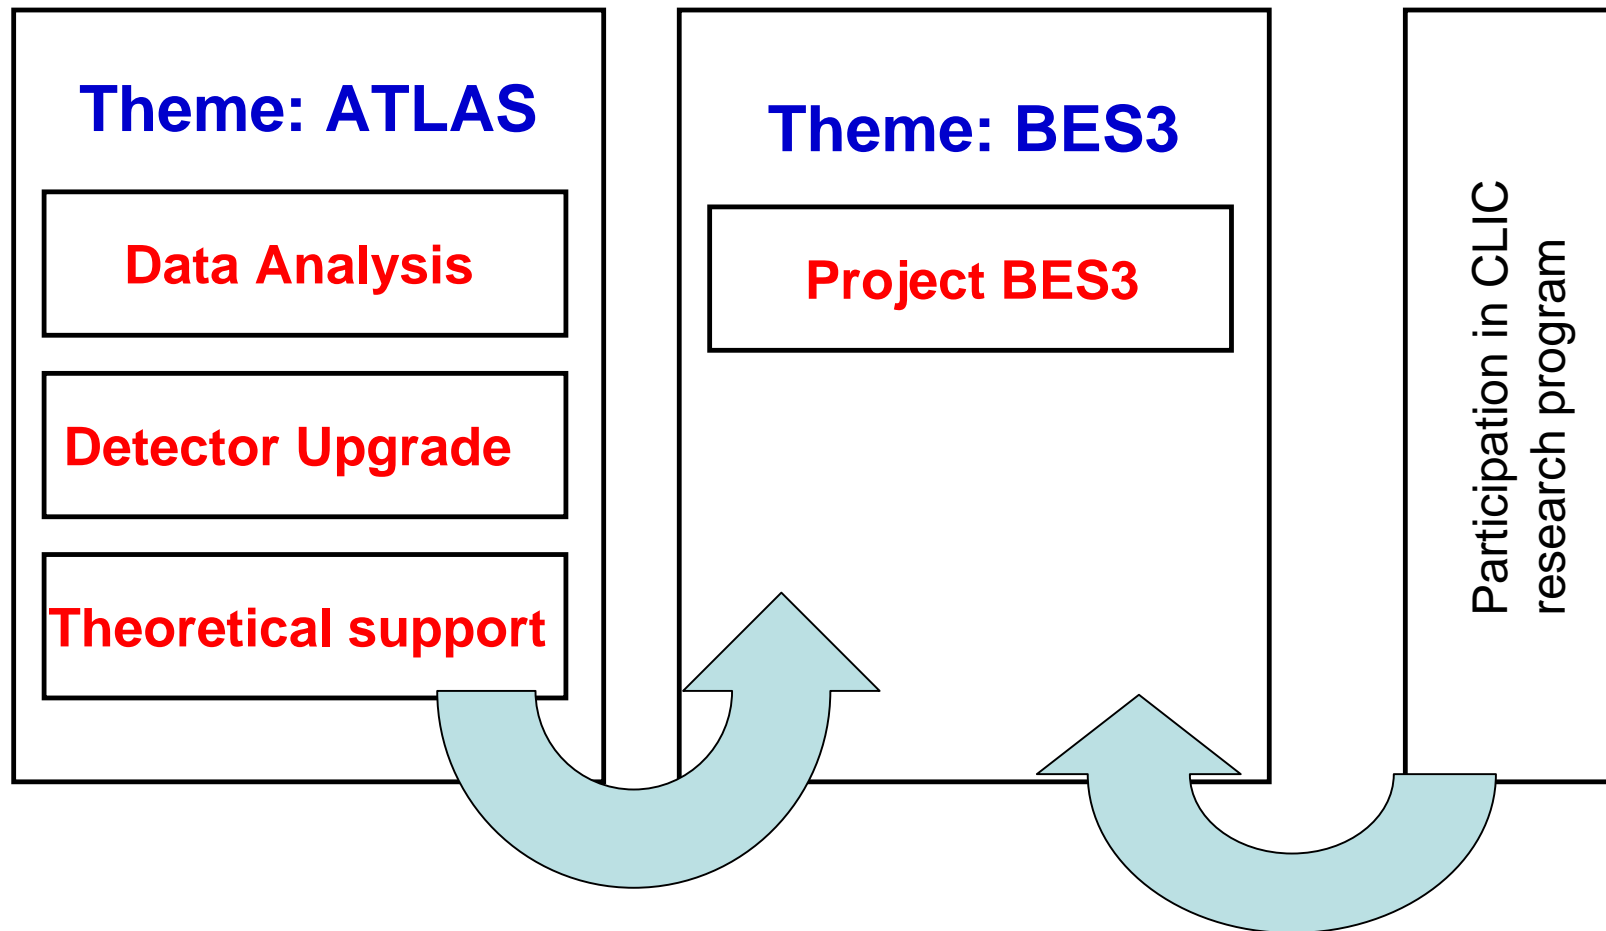 Theme: ATLAS
Data Analysis
Detector Upgrade
Theoretical support
Theme: BES3
Project BES3
Participation in CLIC
research program